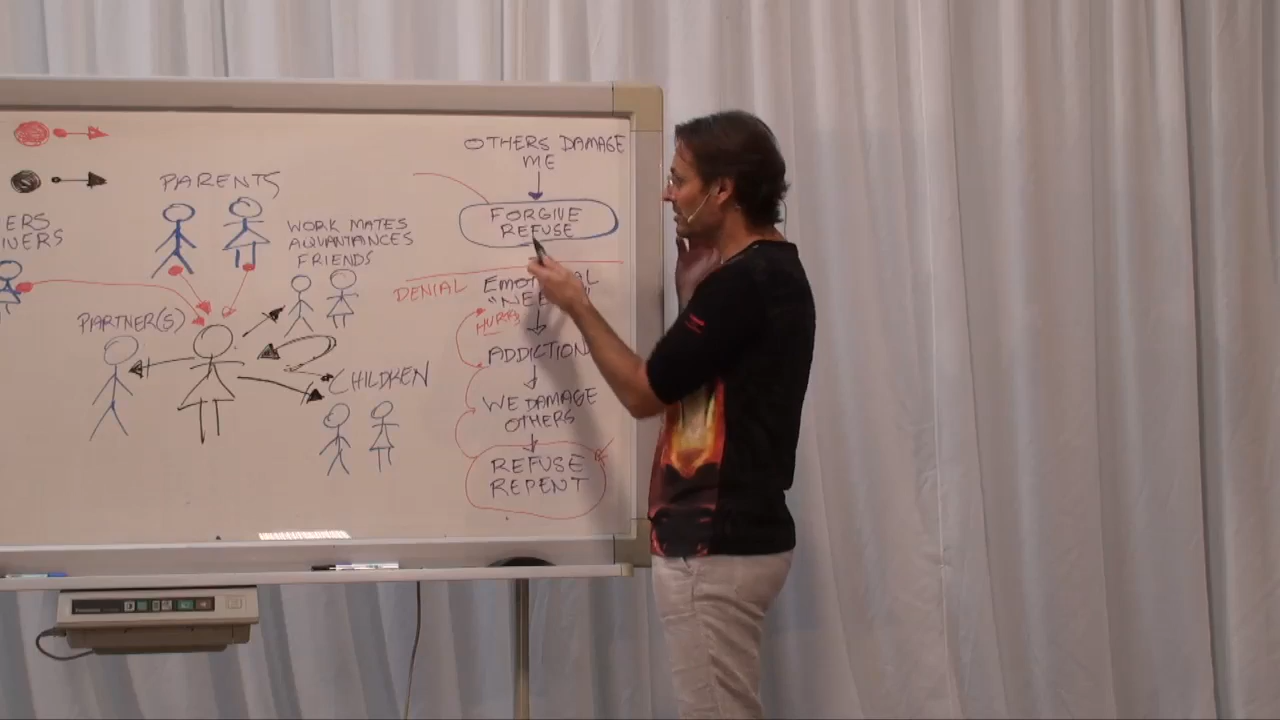 OTHERS DAMAGE
ME
FORGIVE
REFUSE
PARENTS
ERS
IVERS
WORK MATES
AQUANTANCES
FRIENDS
DENIAL
PARTNER(S)
ADDICTION
CHILDREN
WE DAMAGE
OTHERS
REFUSE
REPENT